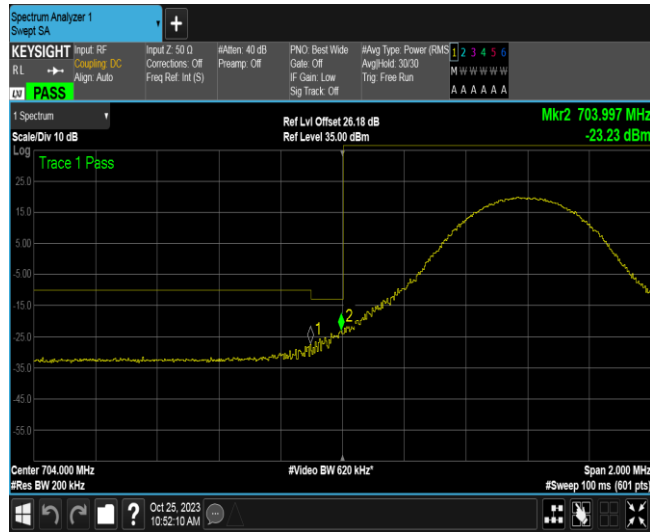 Spectrum Analyzer 1
Swept SA
KEYSIGHT
Input: RF
Coupling: DC
Align: Auto
Input Z: 50 Ω
Corrections: Off
Freq Ref: Int (S)
#Atten: 40 dB
Preamp: Off
PNO: Best Wide
Gate: Off
IF Gain: Low
Sig Track: Off
#Avg Type: Power (RMS
Avg|Hold: 30/30
Trig: Free Run
1 2 3 4 5 6
M W W W W W
A A A A A A
R L
LXI PASS
1 Spectrum
Scale/Div 10 dB
Ref Lvl Offset 26.18 dB
Ref Level 35.00 dBm
Mkr2 703.997 MHz
-23.23 dBm
Log
Trace 1 Pass
25.0
15.0
5.00
-5.00
-15.0
-25.0
-35.0
-45.0
-55.0
1
2
Center 704.000 MHz
#Res BW 200 kHz
#Video BW 620 kHz*
Span 2.000 MHz
#Sweep 100 ms (601 pts)
?
Oct 25, 2023
10:52:10 AM